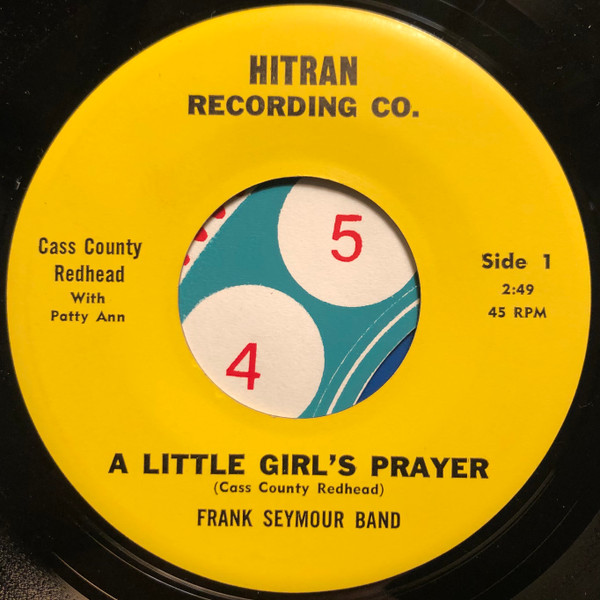 HITRAN
RECORDING CO.
Cass County
Redhead
With
Patty Ann
Side 1
2:49
45 RPM
5
4
A LITTLE GIRL'S PRAYER
(Cass County Redhead)
FRANK SEYMOUR BAND